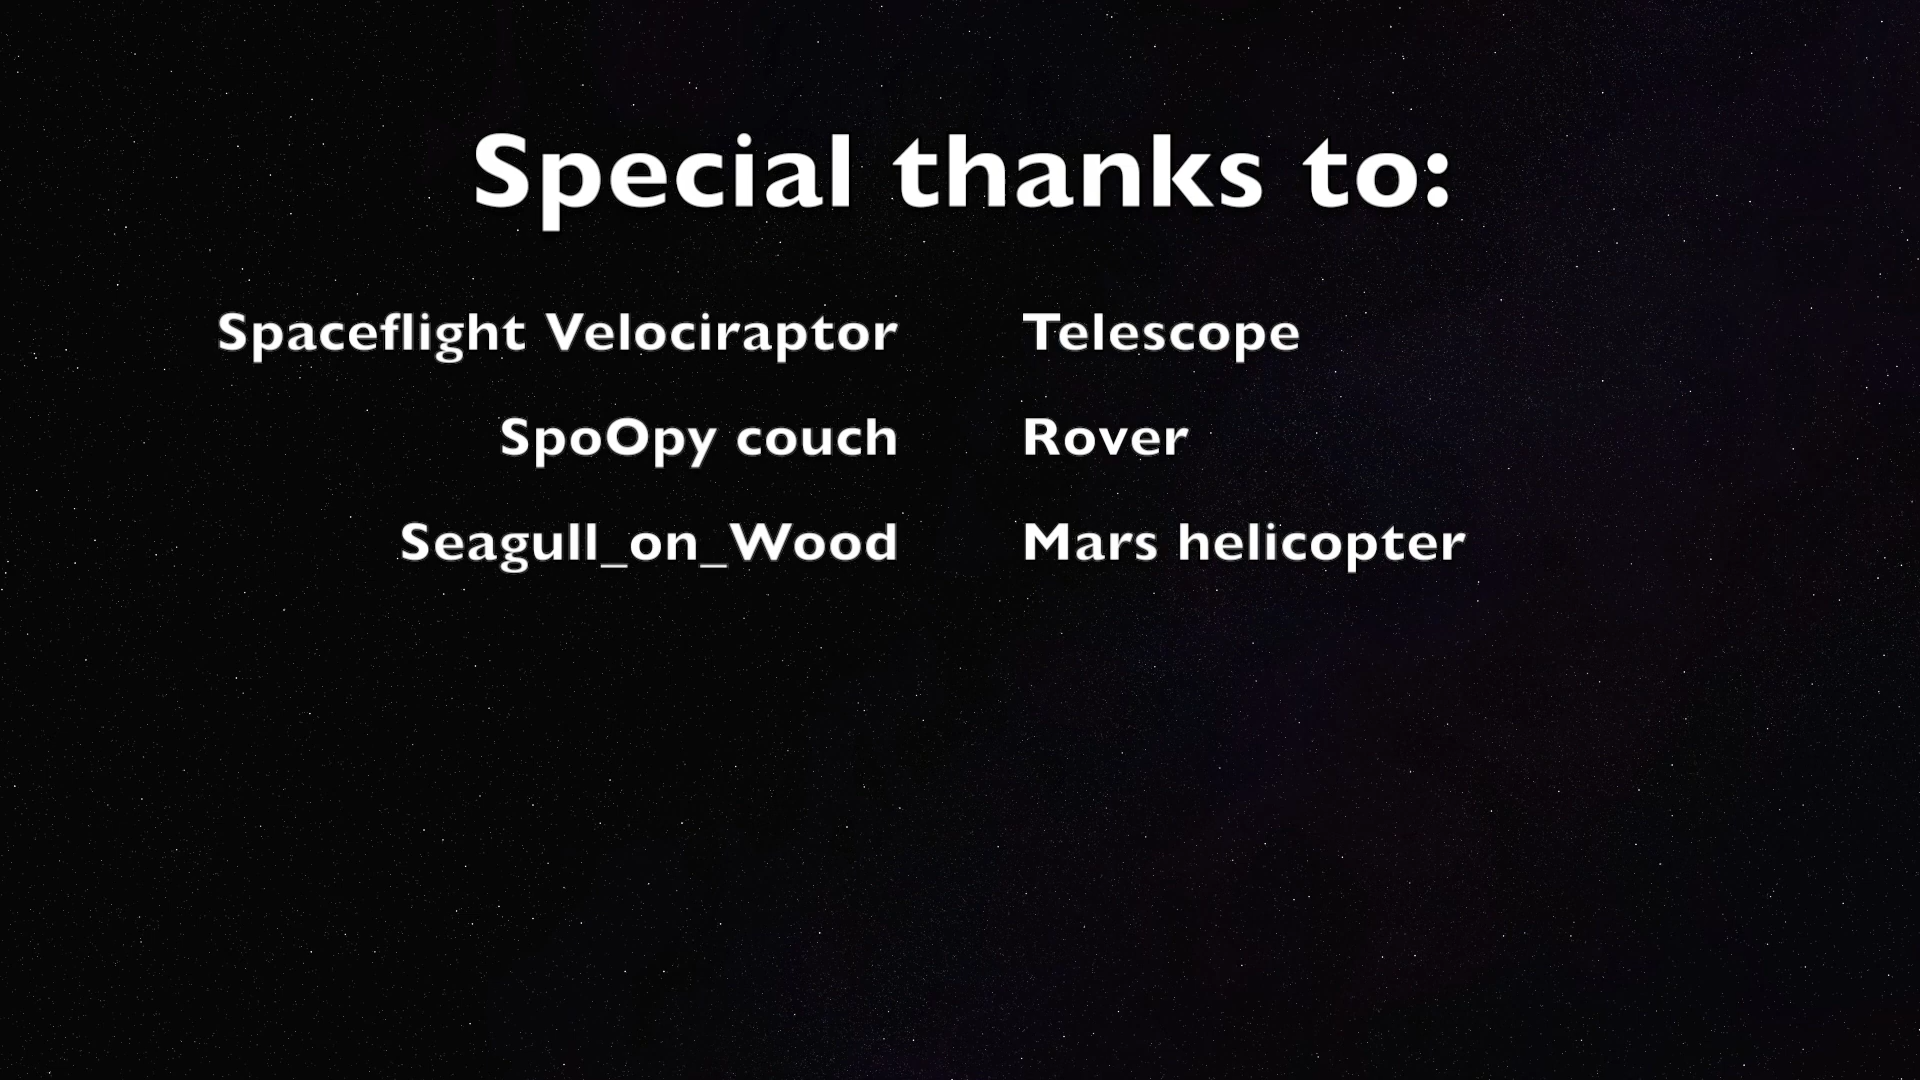 Special thanks to:
Spaceflight Velociraptor Telescope
SpoOpy couch Rover
Seagull_on_Wood Mars helicopter